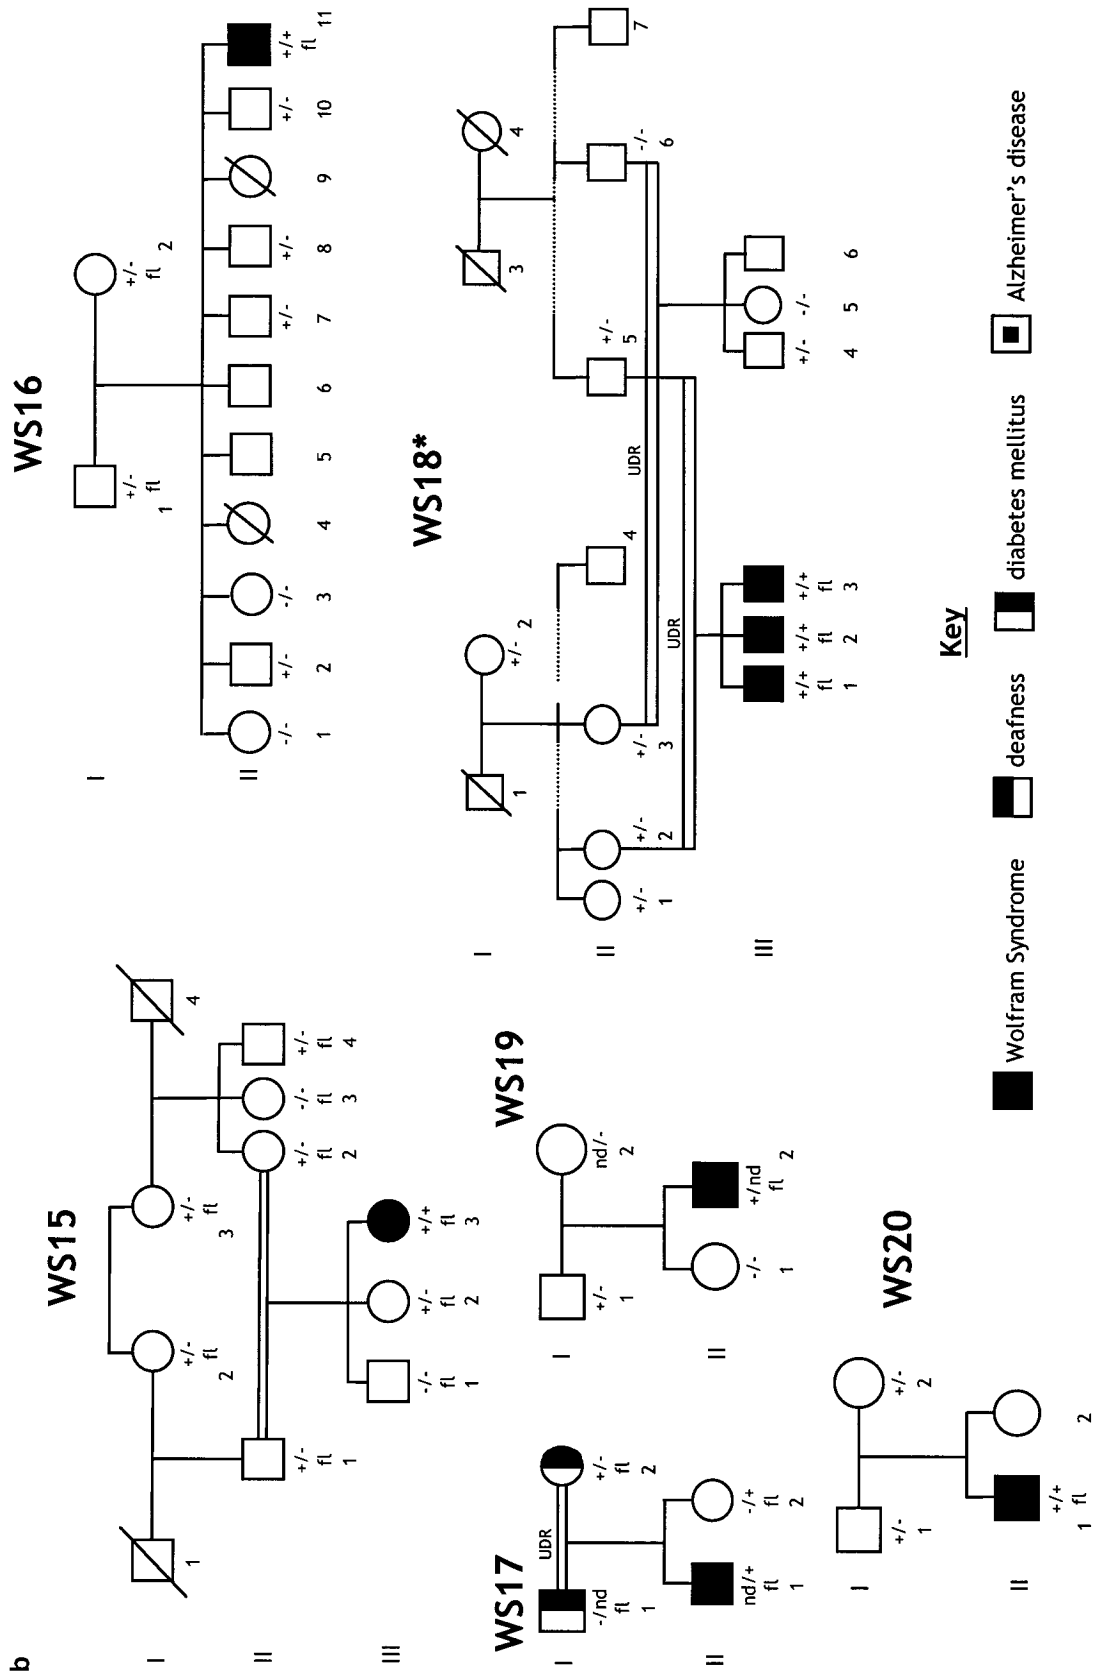 b
WS15
I
1
+/-
fl
2
+/-
fl
3
4
II
+/-
fl
1
+/-
fl
2
-/-
fl
3
+/-
fl
4
III
-/-
fl
1
+/-
fl
2
+/+
fl
3
WS16
I
+/-
fl
1
+/-
fl
2
II
-/-
1
+/-
2
-/-
3
4
5
6
+/-
7
+/-
8
9
+/-
10
+/+
fl
11
WS17
I
UDR
-/nd
fl
1
+/-
fl
2
II
nd/+
fl
1
-/+
fl
2
WS19
I
+/-
1
nd/-
2
II
-/-
1
+/nd
fl
2
WS18*
I
1
+/-
2
3
4
II
+/-
1
+/-
2
+/-
3
4
+/-
5
-/-
6
7
UDR
UDR
III
+/+
fl
1
+/+
fl
2
+/+
fl
3
+/-
4
-/-
5
6
WS20
I
+/-
1
+/-
2
II
+/+
fl
1
2
Key
Wolfram Syndrome
deafness
diabetes mellitus
Alzheimer's disease